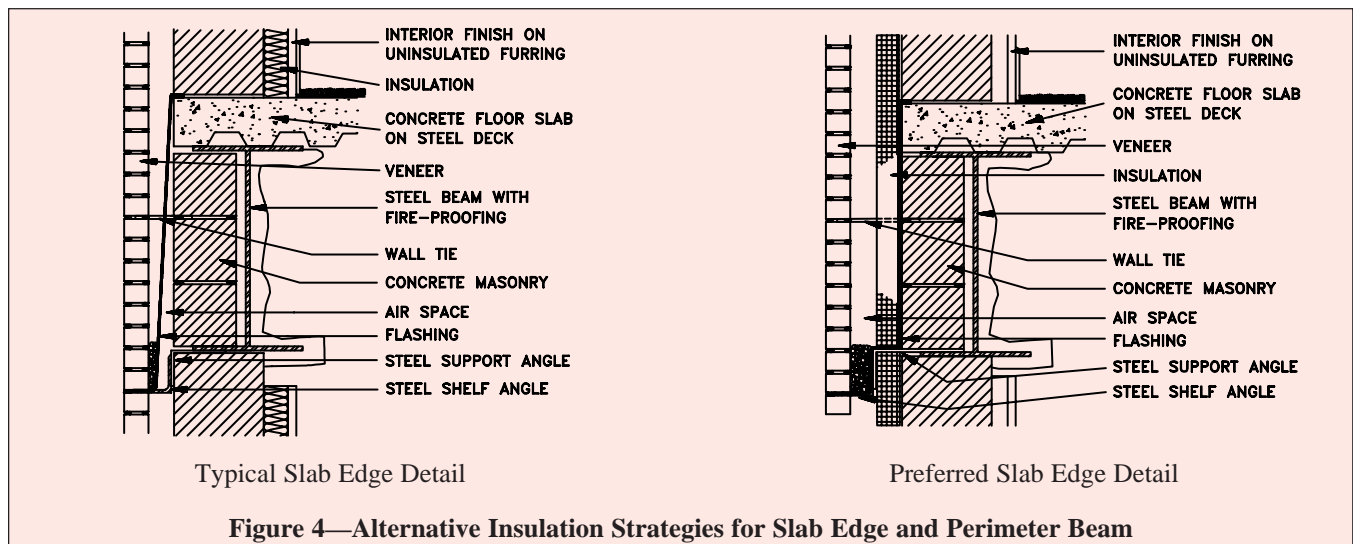 INTERIOR FINISH ON
UNINSULATED FURRING
INSULATION
CONCRETE FLOOR SLAB
ON STEEL DECK
VENEER
STEEL BEAM WITH
FIRE-PROOFING
WALL TIE
CONCRETE MASONRY
AIR SPACE
FLASHING
STEEL SUPPORT ANGLE
STEEL SHELF ANGLE
Typical Slab Edge Detail
INTERIOR FINISH ON
UNINSULATED FURRING
CONCRETE FLOOR SLAB
ON STEEL DECK
VENEER
INSULATION
STEEL BEAM WITH
FIRE-PROOFING
WALL TIE
CONCRETE MASONRY
AIR SPACE
FLASHING
STEEL SUPPORT ANGLE
STEEL SHELF ANGLE
Preferred Slab Edge Detail
Figure 4—Alternative Insulation Strategies for Slab Edge and Perimeter Beam